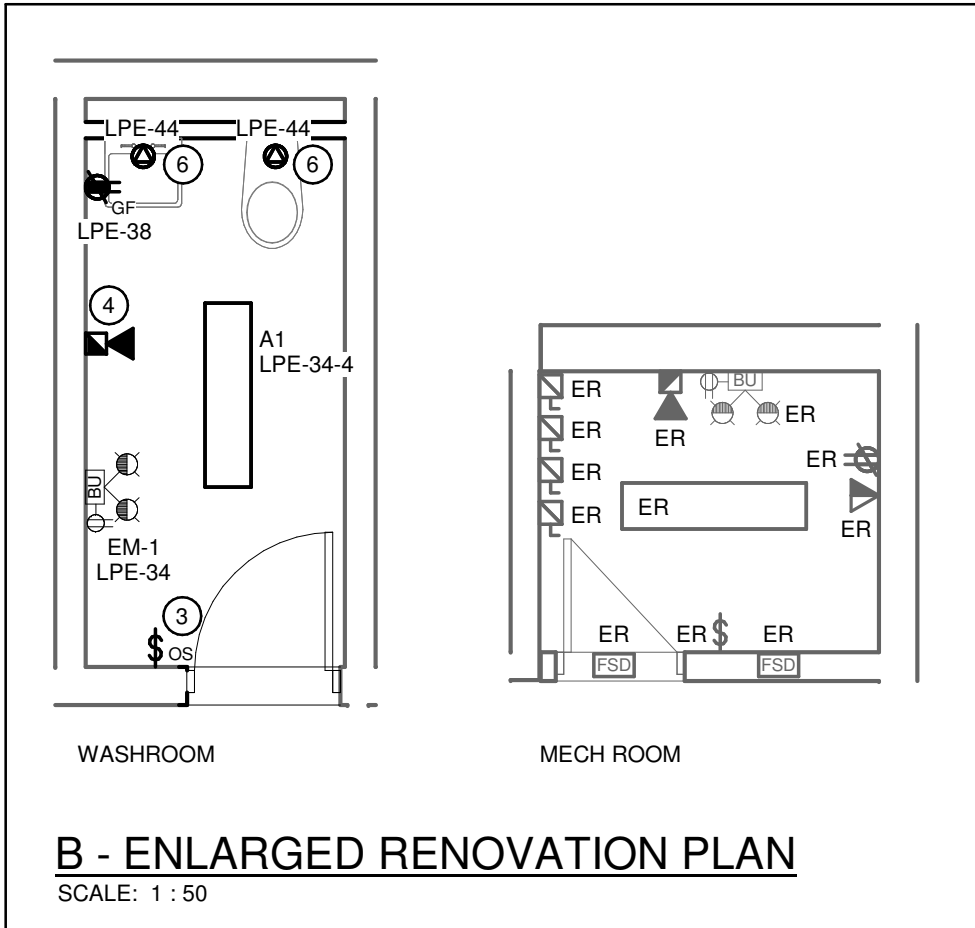 LPE-44 LPE-44
6 6
GF
LPE-38
4
A1
LPE-34-4
BU
EM-1
LPE-34
3
$ OS
WASHROOM
ER
ER
ER
ER
ER
BU
ER
ER
ER
ER
ER
ER $ ER
FSD FSD
MECH ROOM
B - ENLARGED RENOVATION PLAN
SCALE: 1 : 50